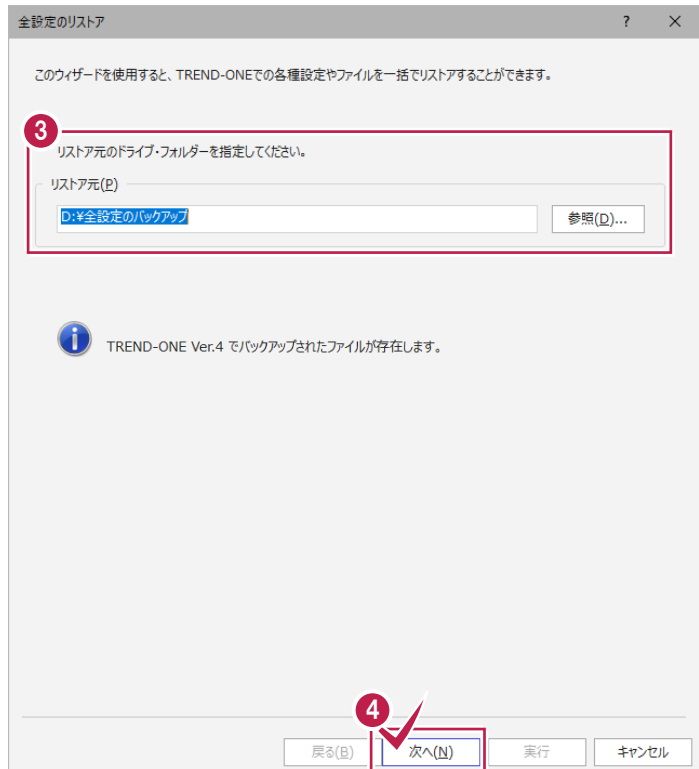 全設定のリストア ? ×
このウィザードを使用すると、TREND-ONEでの各種設定やファイルを一括でリストアすることができます。
3
リストア元のドライブ・フォルダーを指定してください。
リストア元(P)
D:¥全設定のバックアップ 参照(D)...
TREND-ONE Ver.4 でバックアップされたファイルが存在します。
4
戻る(B) 次へ(N) 実行 キャンセル